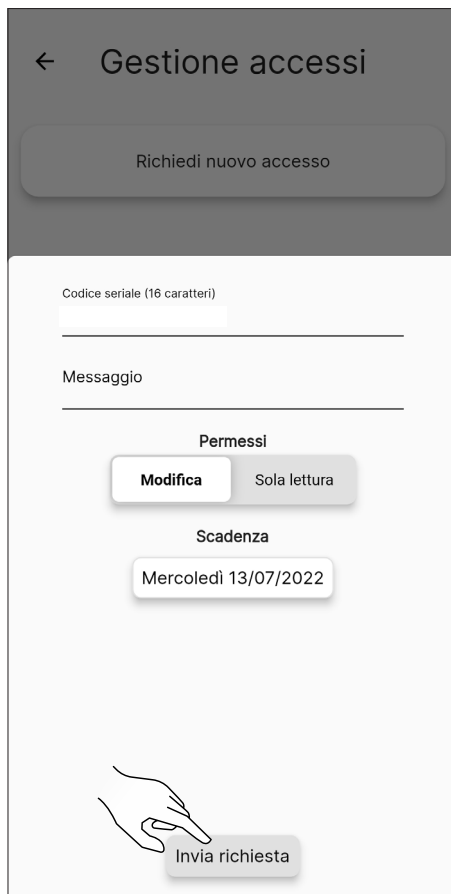 Gestione accessi
Richiedi nuovo accesso
Codice seriale (16 caratteri)
Messaggio
Permessi
Modifica Sola lettura
Scadenza
Mercoledì 13/07/2022
Invia richiesta